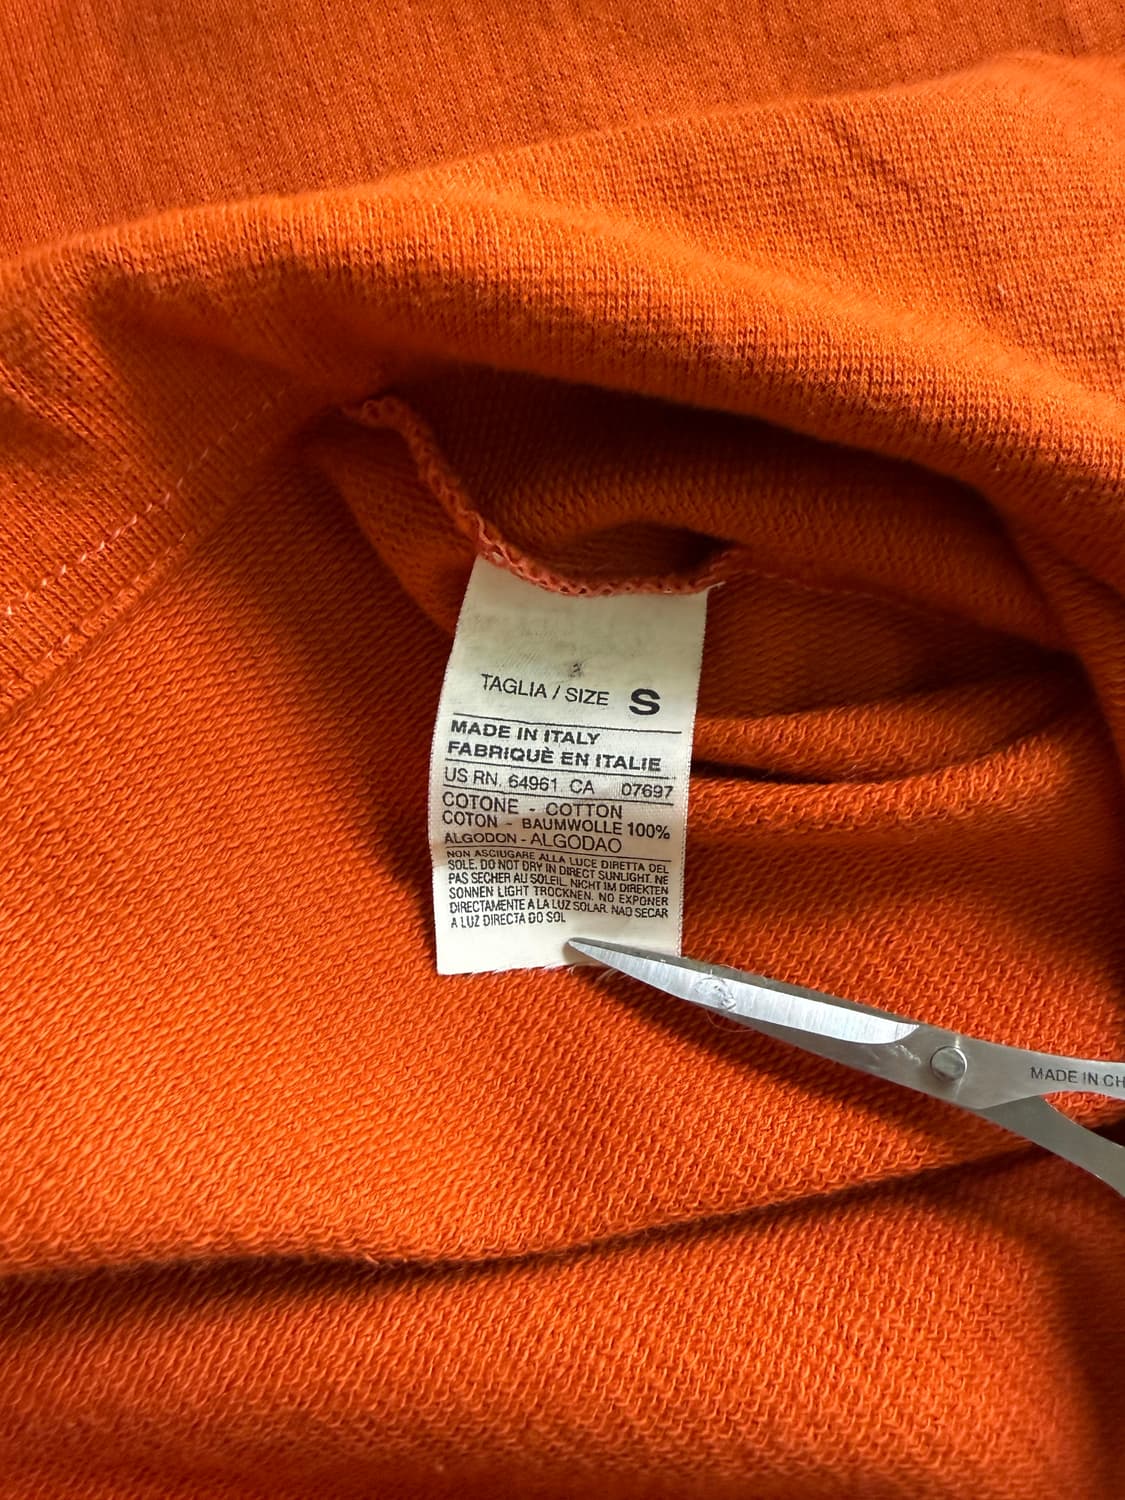 TAGLIA / SIZE S
MADE IN ITALY
FABRIQUÈ EN ITALIE
US RN. 64961 CA 07697
COTONE - COTTON
COTON - BAUMWOLLE 100%
ALGODON - ALGODAO
NON ASCIUGARE ALLA LUCE DIRETTA DEL
SOLE. DO NOT DRY IN DIRECT SUNLIGHT. NE
PAS SECHER AU SOLEIL. NICHT IM DIREKTEN
SONNEN LIGHT TROCKNEN. NO EXPONER
DIRECTAMENTE A LA LUZ SOLAR. NAO SECAR
A LUZ DIRECTA DO SOL
MADE IN CH